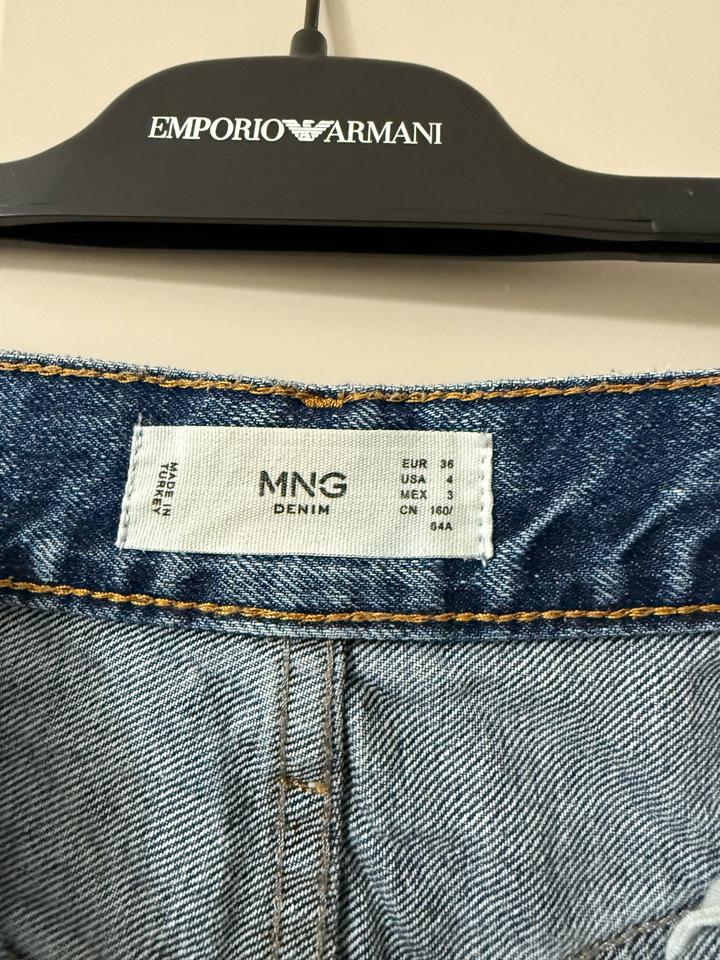 EMPORIO ARMANI
MADE IN
TURKEY
MNG
DENIM
EUR 36
USA 4
MEX 3
CN 160/
64A